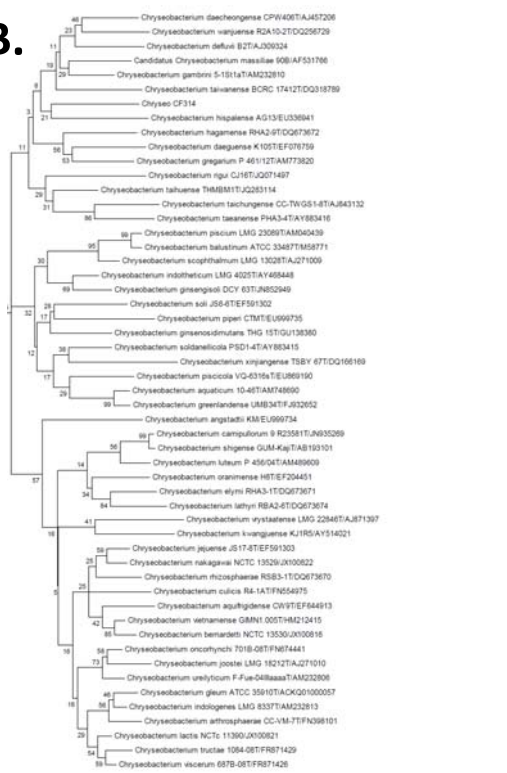 B.
Chryseobacterium daecheongense CPW406T/AJ457206
Chryseobacterium wanjuense R2A10-2T/DQ256729
Chryseobacterium defluvii B2T/AJ309324
Candidatus Chryseobacterium massiliae 90B/AF531766
Chryseobacterium gambrini 5-1St1aT/AM232810
Chryseobacterium taiwanense BCRC 17412T/DQ318789
Chryseo CF314
Chryseobacterium hispalense AG13/EU336941
Chryseobacterium hagamense RHA2-9T/DQ673672
Chryseobacterium daeguense K105T/EF076759
Chryseobacterium gregarium P 461/12T/AM773820
Chryseobacterium rigui CJ16T/JQ071497
Chryseobacterium taihuense THMBM1T/JQ283114
Chryseobacterium taichungense CC-TWGS1-8T/AJ843132
Chryseobacterium taeanense PHA3-4T/AY883416
Chryseobacterium piscium LMG 23089T/AM040439
Chryseobacterium balustinum ATCC 33487T/M58771
Chryseobacterium scophthalmum LMG 13028T/AJ271009
Chryseobacterium indoltheticum LMG 4025T/AY468448
Chryseobacterium ginsengisoli DCY 63T/JN852949
Chryseobacterium soli JS6-6T/EF591302
Chryseobacterium piperi CTMT/EU999735
Chryseobacterium ginsenosidimutans THG 15T/GU138380
Chryseobacterium soldanellicola PSD1-4T/AY883415
Chryseobacterium xinjiangense TSBY 67T/DQ166169
Chryseobacterium piscicola VQ-6316sT/EU869190
Chryseobacterium aquaticum 10-46T/AM748690
Chryseobacterium greenlandense UMB34T/FJ932652
Chryseobacterium angstadtii KM/EU999734
Chryseobacterium campullorum 9 R23581T/JN935269
Chryseobacterium shigense GUM-KajiT/AB193101
Chryseobacterium luteum P 456/04T/AM489609
Chryseobacterium oranimense H8T/EF204451
Chryseobacterium elymi RHA3-1T/DQ673671
Chryseobacterium lathyri RBA2-6T/DQ673674
Chryseobacterium vrystaatense LMG 22846T/AJ871397
Chryseobacterium kwangjuense KJ1R5/AY514021
Chryseobacterium jejuense JS17-8T/EF591303
Chryseobacterium nakagawai NCTC 13529/JX100822
Chryseobacterium rhizosphaerae RSB3-1T/DQ673670
Chryseobacterium culicis R4-1AT/FN554975
Chryseobacterium aquifrigidense CW9T/EF644913
Chryseobacterium vietnamense GIMN1.005T/HM212415
Chryseobacterium bernardetti NCTC 13530/JX100816
Chryseobacterium oncorhynchi 701B-08T/FN674441
Chryseobacterium joostei LMG 18212T/AJ271010
Chryseobacterium ureilyticum F-Fue-04IIIaaaaT/AM232806
Chryseobacterium gleum ATCC 35910T/ACKQ01000057
Chryseobacterium indologenes LMG 8337T/AM232813
Chryseobacterium arthrosphaerae CC-VM-7T/FN398101
Chryseobacterium lactis NCTc 11390/JX100821
Chryseobacterium tructae 1084-08T/FR871429
Chryseobacterium viscerum 687B-08T/FR871426